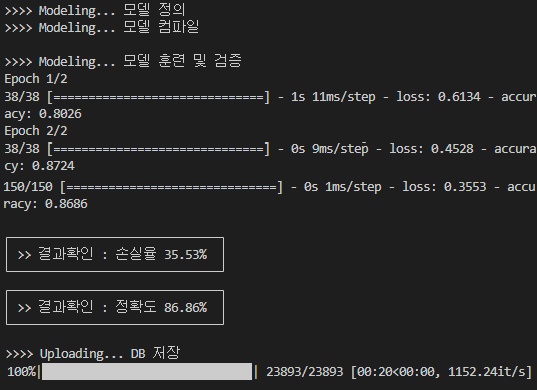 >>>> Modeling... 모델 정의
>>>> Modeling... 모델 컴파일
>>>> Modeling... 모델 훈련 및 검증
Epoch 1/2
38/38 [==============================] - 1s 11ms/step - loss: 0.6134 - accur
acy: 0.8026
Epoch 2/2
38/38 [==============================] - 0s 9ms/step - loss: 0.4528 - accura
cy: 0.8724
150/150 [==============================] - 0s 1ms/step - loss: 0.3553 - accu
racy: 0.8686
>> 결과확인 : 손실율 35.53%
>> 결과확인 : 정확도 86.86%
>>>> Uploading... DB 저장
100%|██████████████████████████████| 23893/23893 [00:20<00:00, 1152.24it/s]